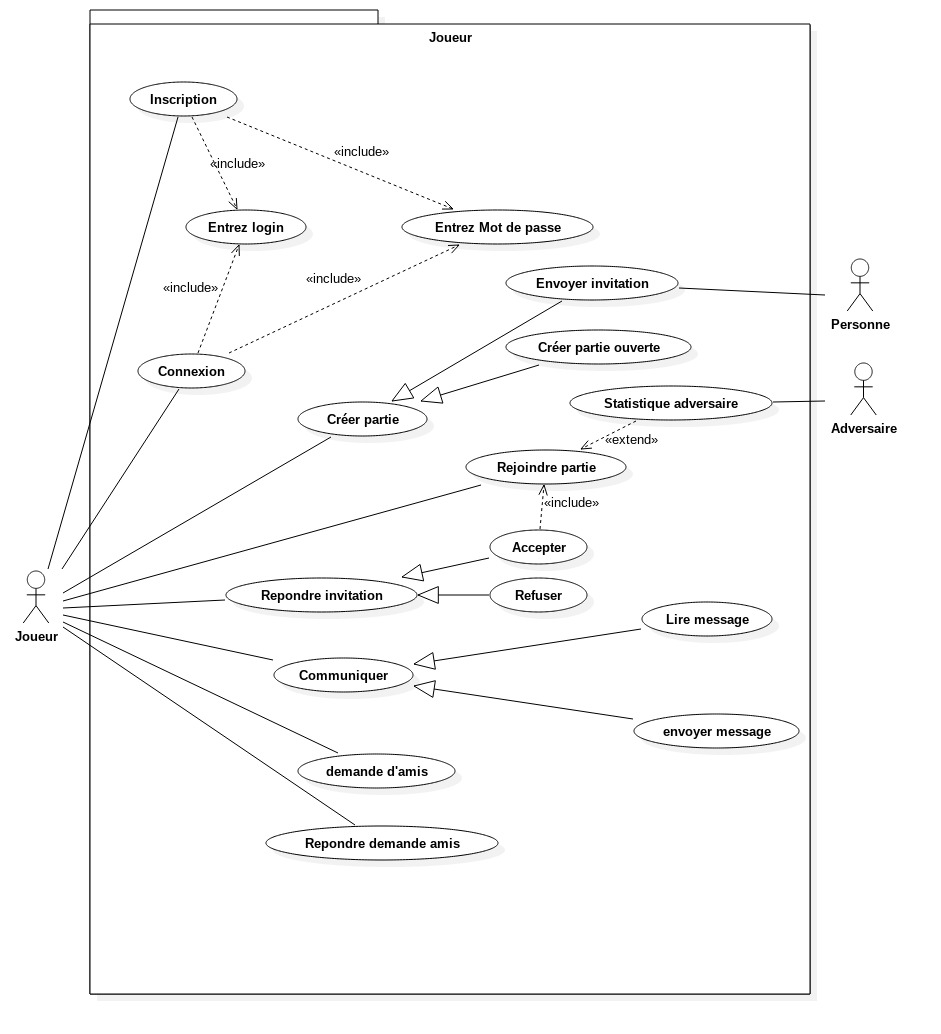 Joueur
Inscription
«include»
«include»
Entrez login
Entrez Mot de passe
«include»
«include»
Envoyer invitation
Personne
Créer partie ouverte
Connexion
Statistique adversaire
Adversaire
Créer partie
«extend»
Rejoindre partie
«include»
Accepter
Repondre invitation
Refuser
Joueur
Lire message
Communiquer
envoyer message
demande d'amis
Repondre demande amis